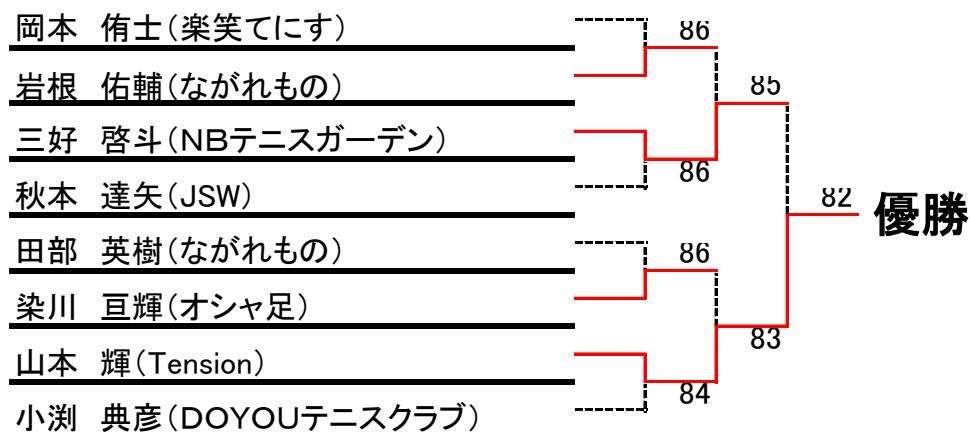 岡本 侑士(楽笑てにす)
86
岩根 佑輔(ながれもの)
85
三好 啓斗(NBテニスガーデン)
86
秋本 達矢(JSW)
82 優勝
田部 英樹(ながれもの)
86
染川 亘輝(オシャ足)
83
山本 輝(Tension)
84
小渕 典彦(DOYOUテニスクラブ)